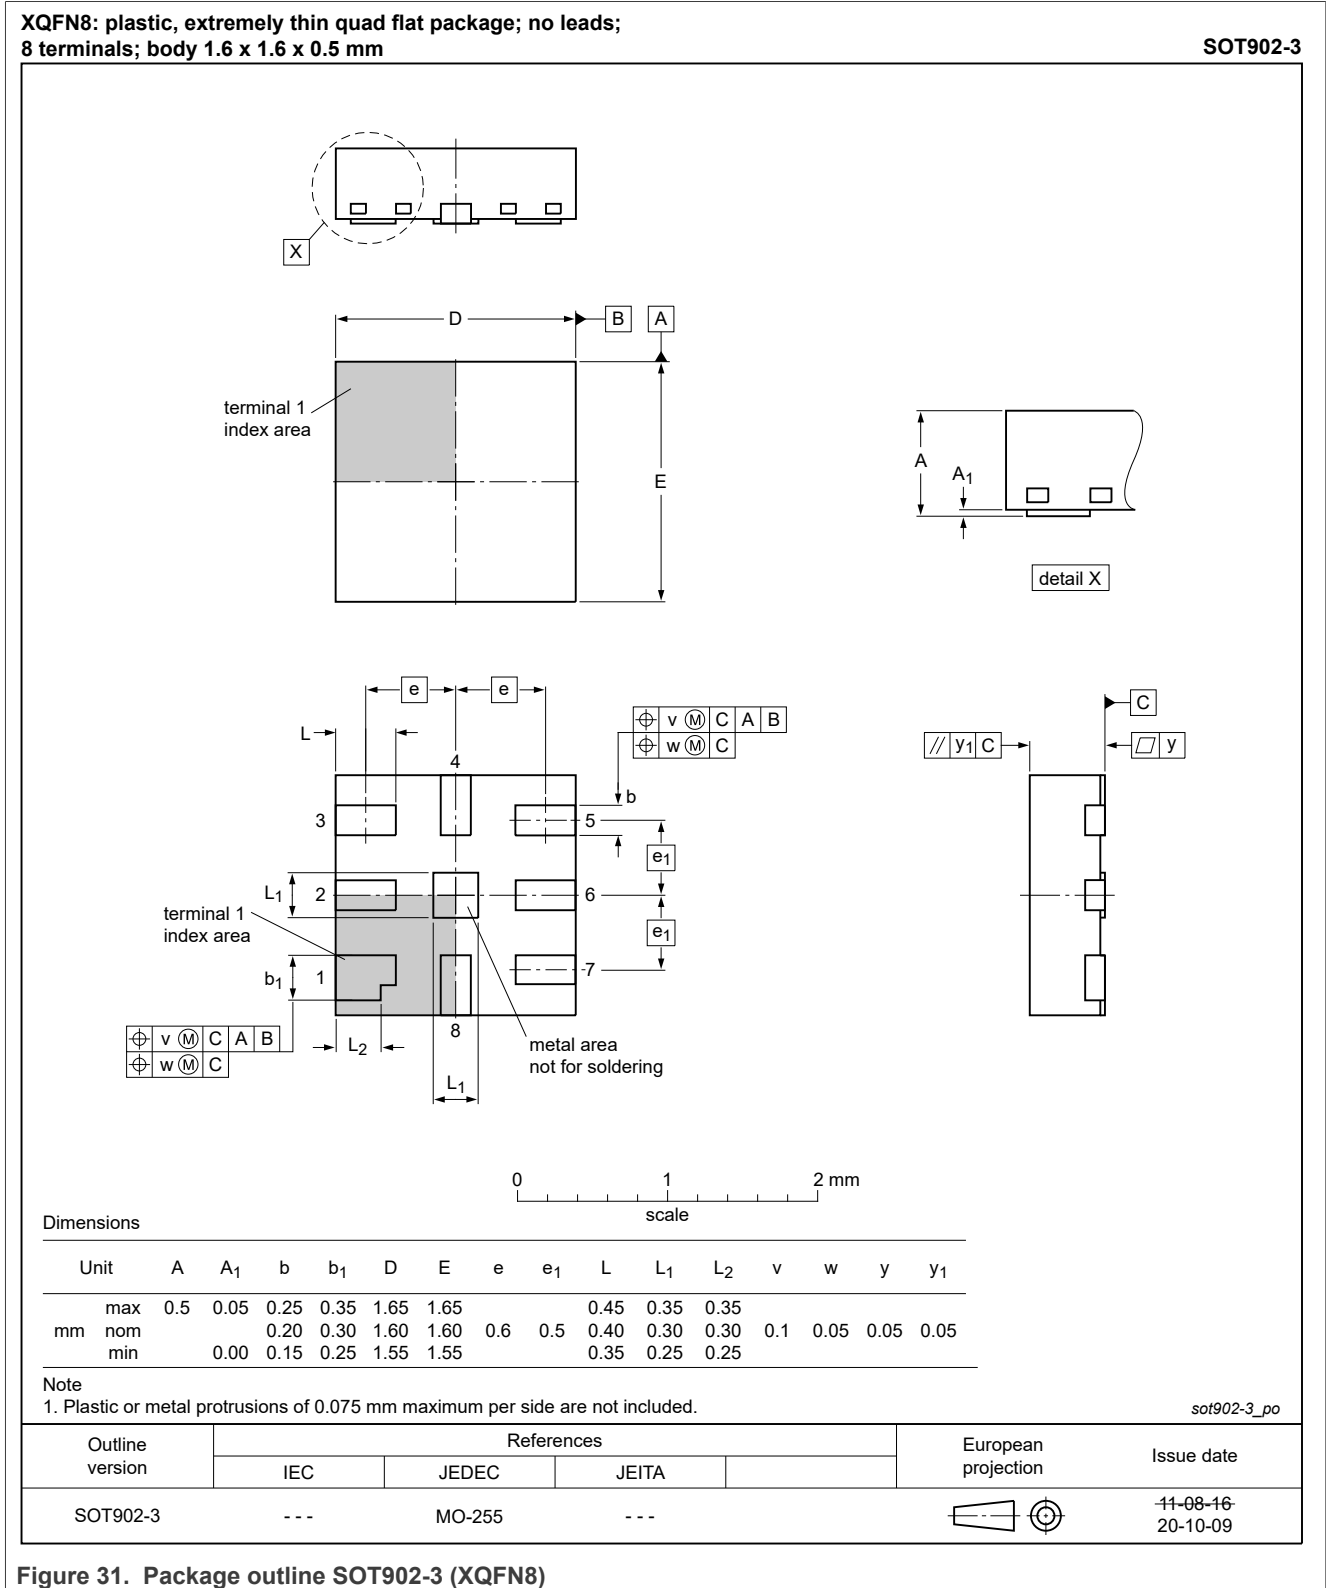 XQFN8: plastic, extremely thin quad flat package; no leads;
8 terminals; body 1.6 x 1.6 x 0.5 mm
SOT902-3
X
D
B
A
terminal 1
index area
E
A
A1
detail X
e
e
C
v M C A B
w M C
L
// y1 C
y
4
b
3
5
e1
L1
2
6
terminal 1
index area
e1
b1
1
7
8
v M C A B
w M C
L2
metal area
not for soldering
L1
0 1 2 mm
scale
Dimensions
Unit A A1 b b1 D E e e1 L L1 L2 v w y y1
max 0.5 0.05 0.25 0.35 1.65 1.65 0.45 0.35 0.35
mm nom 0.20 0.30 1.60 1.60 0.6 0.5 0.40 0.30 0.30 0.1 0.05 0.05 0.05
min 0.00 0.15 0.25 1.55 1.55 0.35 0.25 0.25
Note
1. Plastic or metal protrusions of 0.075 mm maximum per side are not included.
sot902-3_po
Outline
version
References
European
projection
Issue date
IEC JEDEC JEITA
SOT902-3 - - - MO-255 - - -
11-08-16
20-10-09
Figure 31. Package outline SOT902-3 (XQFN8)